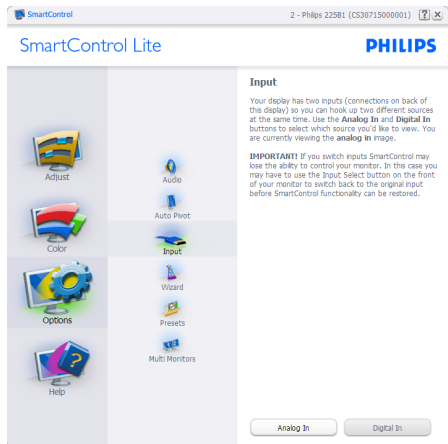 SmartControl
2 - Philips 225B1 (CS30715000001)
? X
SmartControl Lite
PHILIPS
Adjust
Color
Options
Help
Audio
Auto Pivot
Input
Wizard
Presets
Multi Monitors
Input
Your display has two inputs (connections on back of
this display) so you can hook up two different sources
at the same time. Use the Analog In and Digital In
buttons to select which source you'd like to view. You
are currently viewing the analog in image.
IMPORTANT! If you switch inputs SmartControl may
lose the ability to control your monitor. In this case you
may have to use the Input Select button on the front
of your monitor to switch back to the original input
before SmartControl functionality can be restored.
Analog In
Digital In